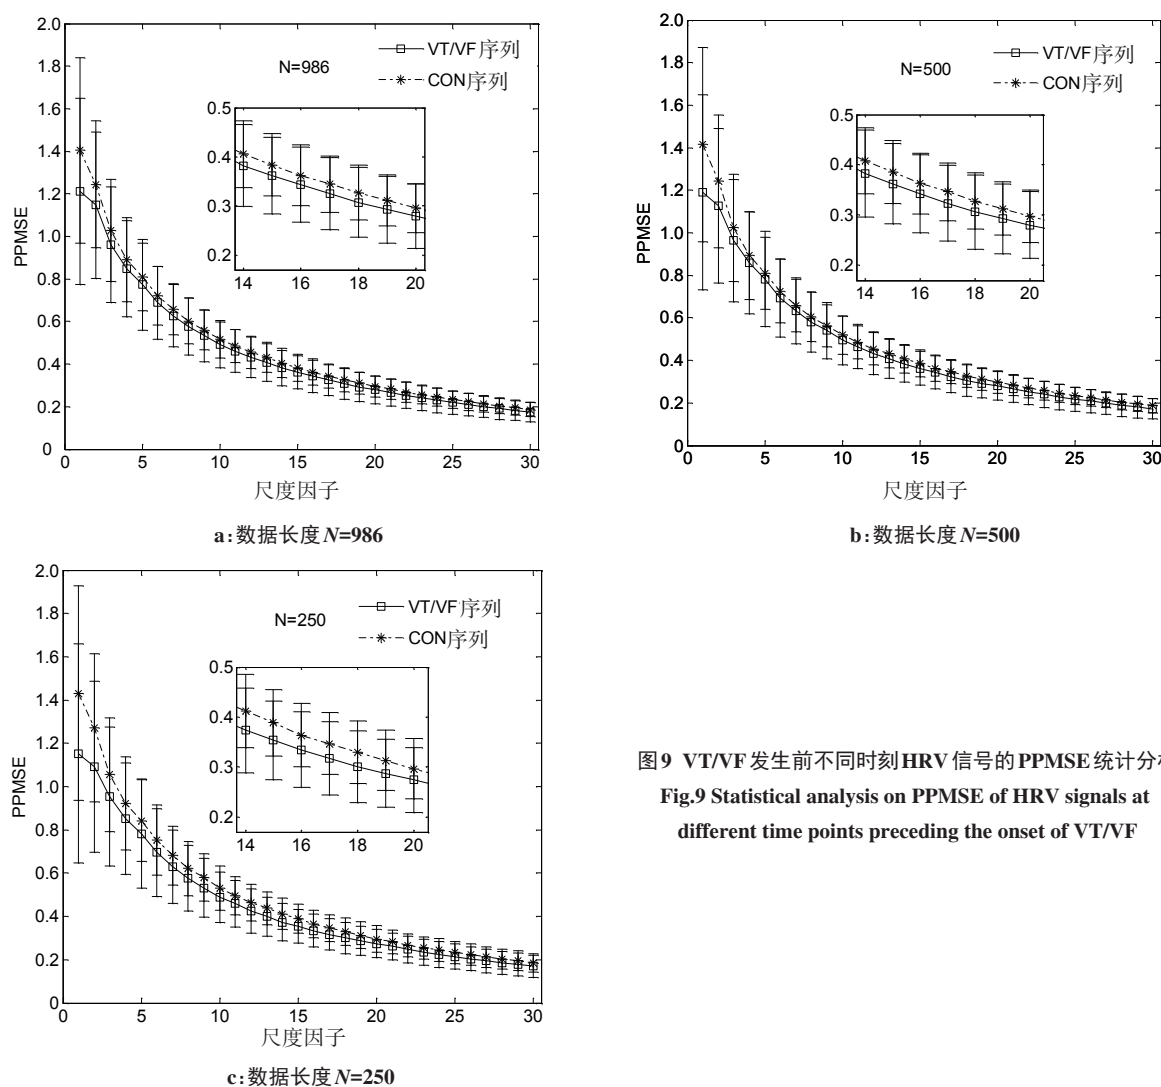 2.0
1.8
1.6
1.4
1.2
1.0
0.8
0.6
0.4
0.2
0
PPMSE
N=986
VT/VF序列
CON序列
0.5
0.4
0.3
0.2
14 16 18 20
0 5 10 15 20 25 30
尺度因子
a:数据长度N=986
2.0
1.8
1.6
1.4
1.2
1.0
0.8
0.6
0.4
0.2
0
PPMSE
N=500
VT/VF序列
CON序列
0.5
0.4
0.3
0.2
14 16 18 20
0 5 10 15 20 25 30
尺度因子
b:数据长度N=500
2.0
1.8
1.6
1.4
1.2
1.0
0.8
0.6
0.4
0.2
0
PPMSE
N=250
VT/VF序列
CON序列
0.5
0.4
0.3
0.2
14 16 18 20
0 5 10 15 20 25 30
尺度因子
c:数据长度N=250
图9 VT/VF发生前不同时刻HRV信号的PPMSE统计分
Fig.9 Statistical analysis on PPMSE of HRV signals at
different time points preceding the onset of VT/VF